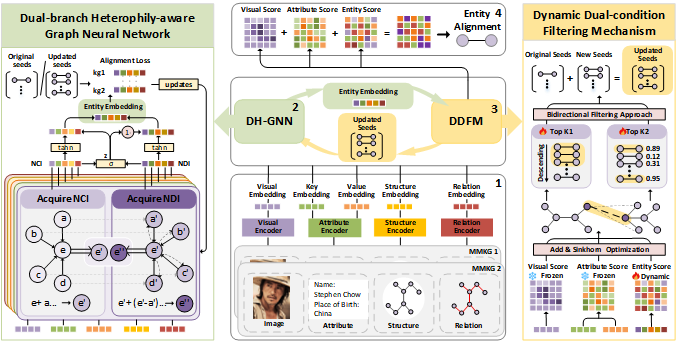 Dual-branch Heterophily-aware
Graph Neural Network
Original
seeds
Updated
seeds
Alignment Loss
kg1
kg2
updates
Entity Embedding
tahn
tahn
1
z
σ
NCI
NDI
Acquire NCI
Acquire NDI
a
b
e
e'
c
d
a'
b'
e''
e'
c'
d'
e+ a... → e'
e'+ (e'-a')... → e''
Visual Score
Attribute Score
Entity Score
+
+
=
Entity 4
Alignment
DH-GNN
2
Entity Embedding
Updated
Seeds
3
DDFM
1
Visual
Embedding
Key
Embedding
Value
Embedding
Structure
Embedding
Relation
Embedding
Visual
Encoder
Attribute
Encoder
Structure
Encoder
Relation
Encoder
MMKG 1
MMKG 2
Name:
Stephen Chow
Place of Birth:
China
Image
Attribute
Structure
Relation
Dynamic Dual-condition
Filtering Mechanism
Original Seeds
New Seeds
Updated
Seeds
+
=
Bidirectional Filtering Approach
Top K1
Top K2
Descending
0.89
0.12
0.31
0.95
Add & Sinkhorn Optimization
Visual Score
Frozen
Attribute Score
Frozen
Entity Score
Dynamic